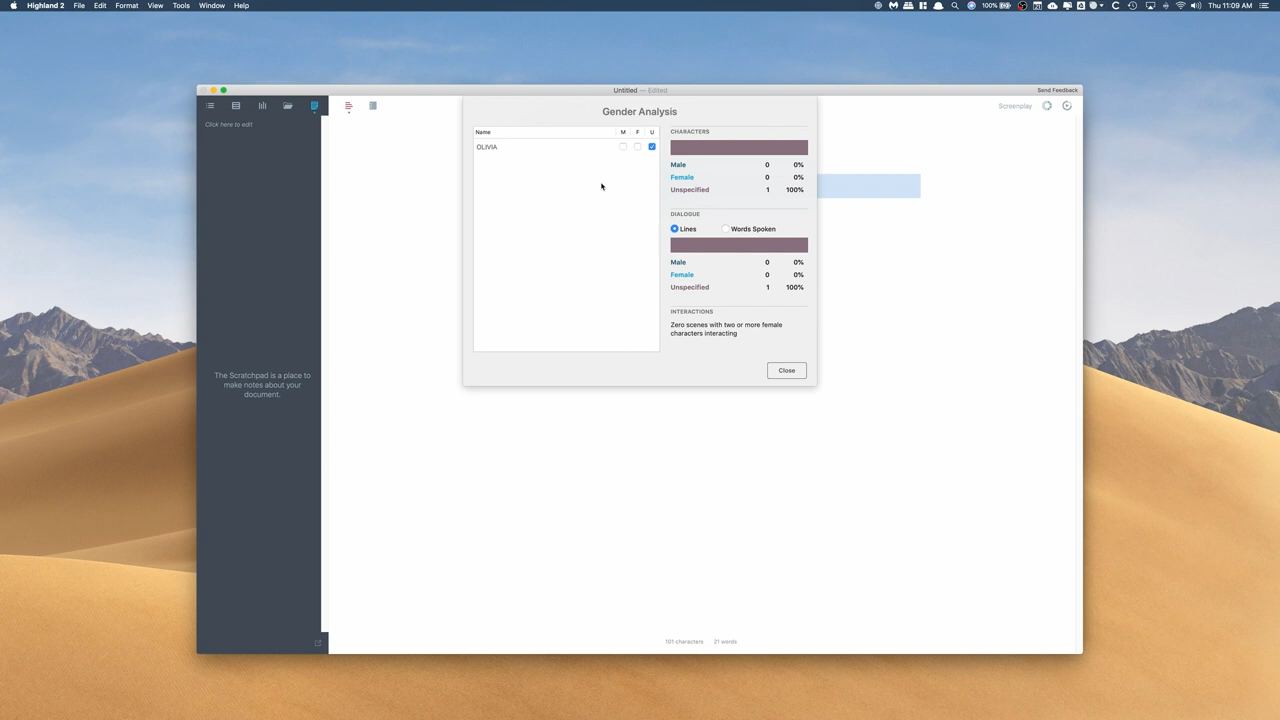 Highland 2 File Edit Format View Tools Window Help 100% Thu 11:09 AM
Untitled — Edited
Send Feedback
Screenplay
Click here to edit
The Scratchpad is a place to
make notes about your
document.
Gender Analysis
Name M F U
OLIVIA
CHARACTERS
Male 0 0%
Female 0 0%
Unspecified 1 100%
DIALOGUE
Lines Words Spoken
Male 0 0%
Female 0 0%
Unspecified 1 100%
INTERACTIONS
Zero scenes with two or more female
characters interacting
Close
101 characters 21 words